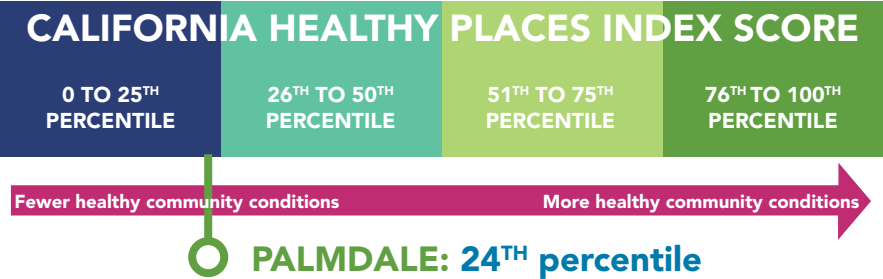 CALIFORNIA HEALTHY PLACES INDEX SCORE
0 TO 25TH PERCENTILE
26TH TO 50TH PERCENTILE
51ST TO 75TH PERCENTILE
76TH TO 100TH PERCENTILE
Fewer healthy community conditions
More healthy community conditions
PALMDALE: 24TH percentile